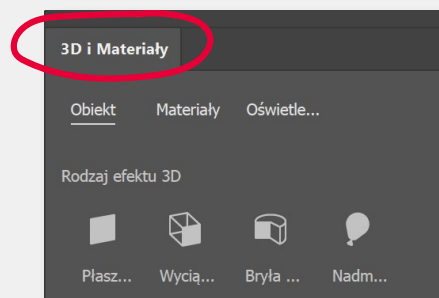 3D i Materiały
Obiekt Materiały Oświetle...
Rodzaj efektu 3D
Płasz... Wycią... Bryła ... Nadm...